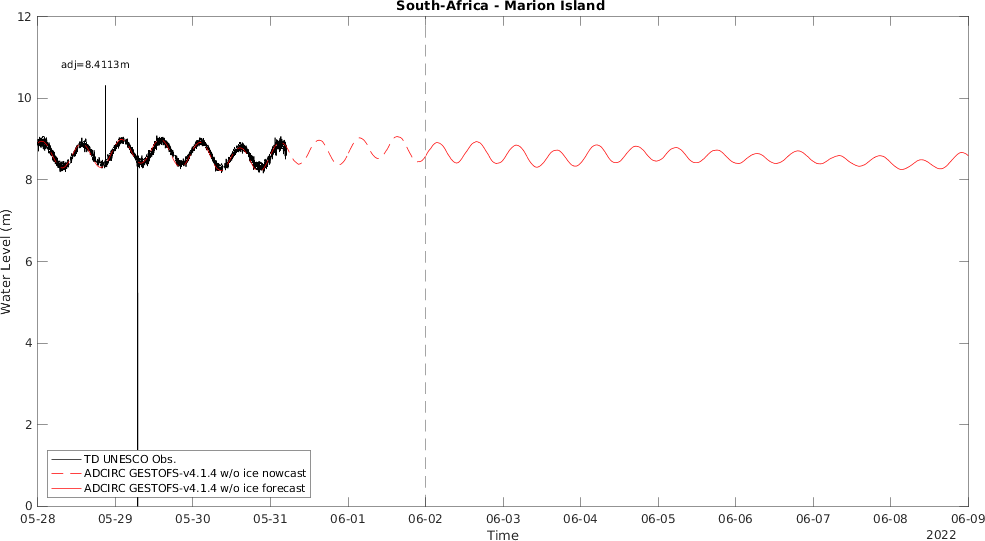 South-Africa - Marion Island
12
10
8
6
4
2
0
Water Level (m)
adj=8.4113m
TD UNESCO Obs.
ADCIRC GESTOFS-v4.1.4 w/o ice nowcast
ADCIRC GESTOFS-v4.1.4 w/o ice forecast
05-28 05-29 05-30 05-31 06-01 06-02 06-03 06-04 06-05 06-06 06-07 06-08 06-09
Time
2022